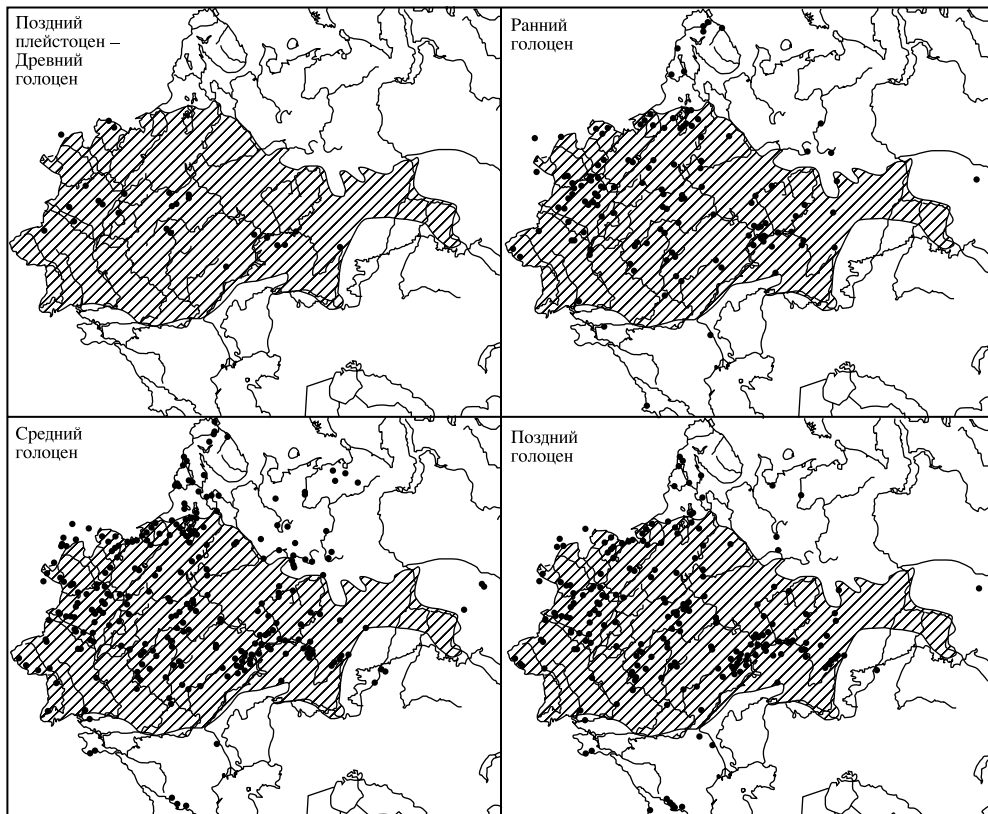 Поздний
плейстоцен –
Древний
голоцен
Ранний
голоцен
Средний
голоцен
Поздний
голоцен